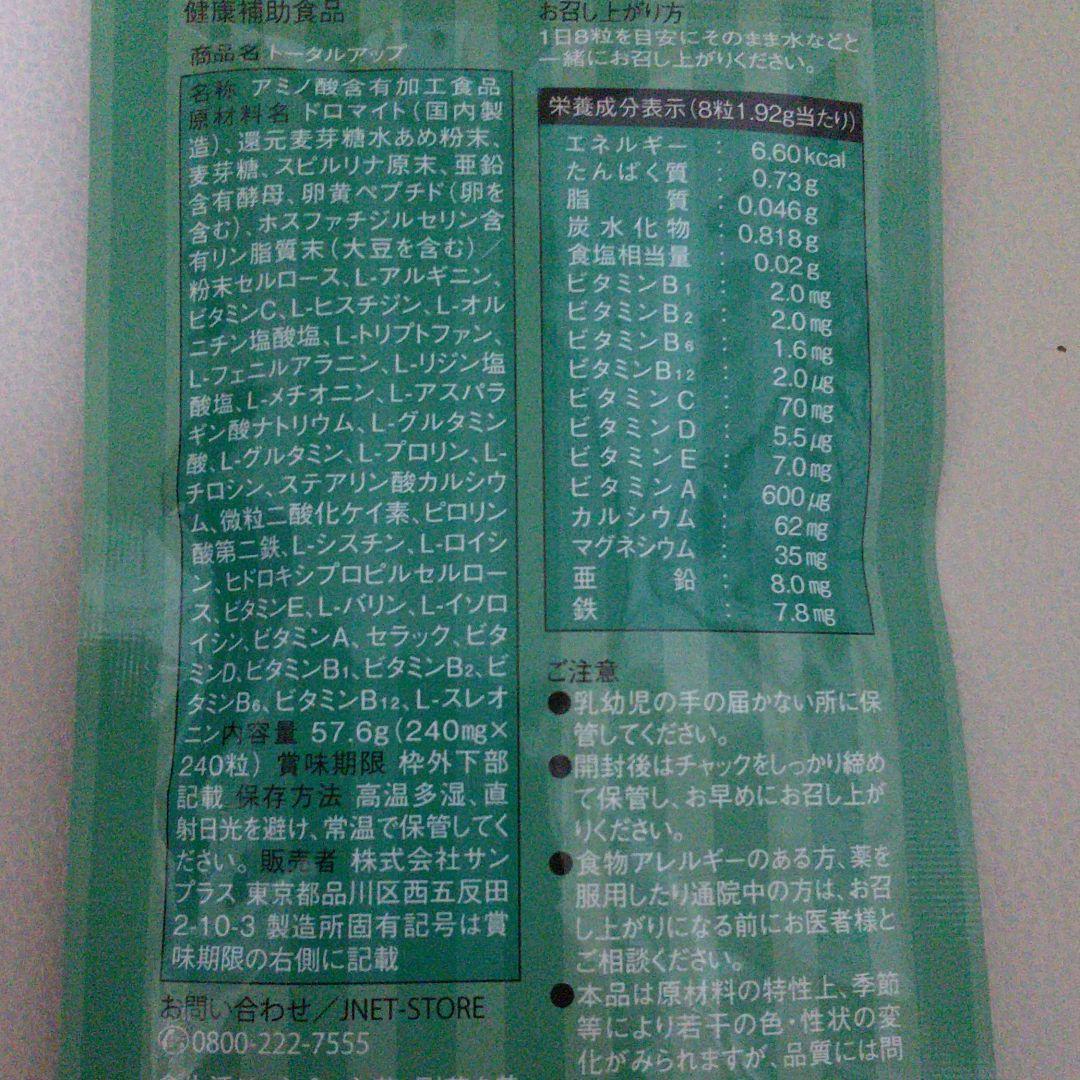 健康補助食品
商品名 トータルアップ
名称 アミノ酸含有加工食品
原材料名 ドロマイト(国内製
造)、還元麦芽糖水あめ粉末、
麦芽糖、スピルリナ原末、亜鉛
含有酵母、卵黄ペプチド(卵を
含む)、ホスファチジルセリン含
有リン脂質末(大豆を含む)/
粉末セルロース、L-アルギニン、
ビタミンC、L-ヒスチジン、L-オル
ニチン塩酸塩、L-トリプトファン、
L-フェニルアラニン、L-リジン塩
酸塩、L-メチオニン、L-アスパラ
ギン酸ナトリウム、L-グルタミン
酸、L-グルタミン、L-プロリン、L-
チロシン、ステアリン酸カルシウ
ム、微粒二酸化ケイ素、ピロリン
酸第二鉄、L-シスチン、L-ロイシ
ン、ヒドロキシプロピルセルロー
ス、ビタミンE、L-バリン、L-イソロ
イシン、ビタミンA、セラック、ビタ
ミンD、ビタミンB₁、ビタミンB₂、ビ
タミンB₆、ビタミンB₁₂、L-スレオ
ニン 内容量 57.6g(240mg×
240粒) 賞味期限 枠外下部
記載 保存方法 高温多湿、直
射日光を避け、常温で保管してく
ださい。販売者 株式会社サン
プラス 東京都品川区西五反田
2-10-3 製造所固有記号は賞
味期限の右側に記載
お問い合わせ/JNET-STORE
0800-222-7555
お召し上がり方
1日8粒を目安にそのまま水などと
一緒にお召し上がりください。
栄養成分表示(8粒1.92g当たり)
エネルギー : 6.60kcal
たんぱく質 : 0.73g
脂質 : 0.046g
炭水化物 : 0.818g
食塩相当量 : 0.02g
ビタミンB₁ : 2.0mg
ビタミンB₂ : 2.0mg
ビタミンB₆ : 1.6mg
ビタミンB₁₂ : 2.0μg
ビタミンC : 70mg
ビタミンD : 5.5μg
ビタミンE : 7.0mg
ビタミンA : 600μg
カルシウム : 62mg
マグネシウム : 35mg
亜鉛 : 8.0mg
鉄 : 7.8mg
ご注意
●乳幼児の手の届かない所に保
管してください。
●開封後はチャックをしっかり締め
て保管し、お早めにお召し上が
りください。
●食物アレルギーのある方、薬を
服用したり通院中の方は、お召
し上がりになる前にお医者様と
ご相談ください。
●本品は原材料の特性上、季節
等により若干の色・性状の変
化がみられますが、品質には問